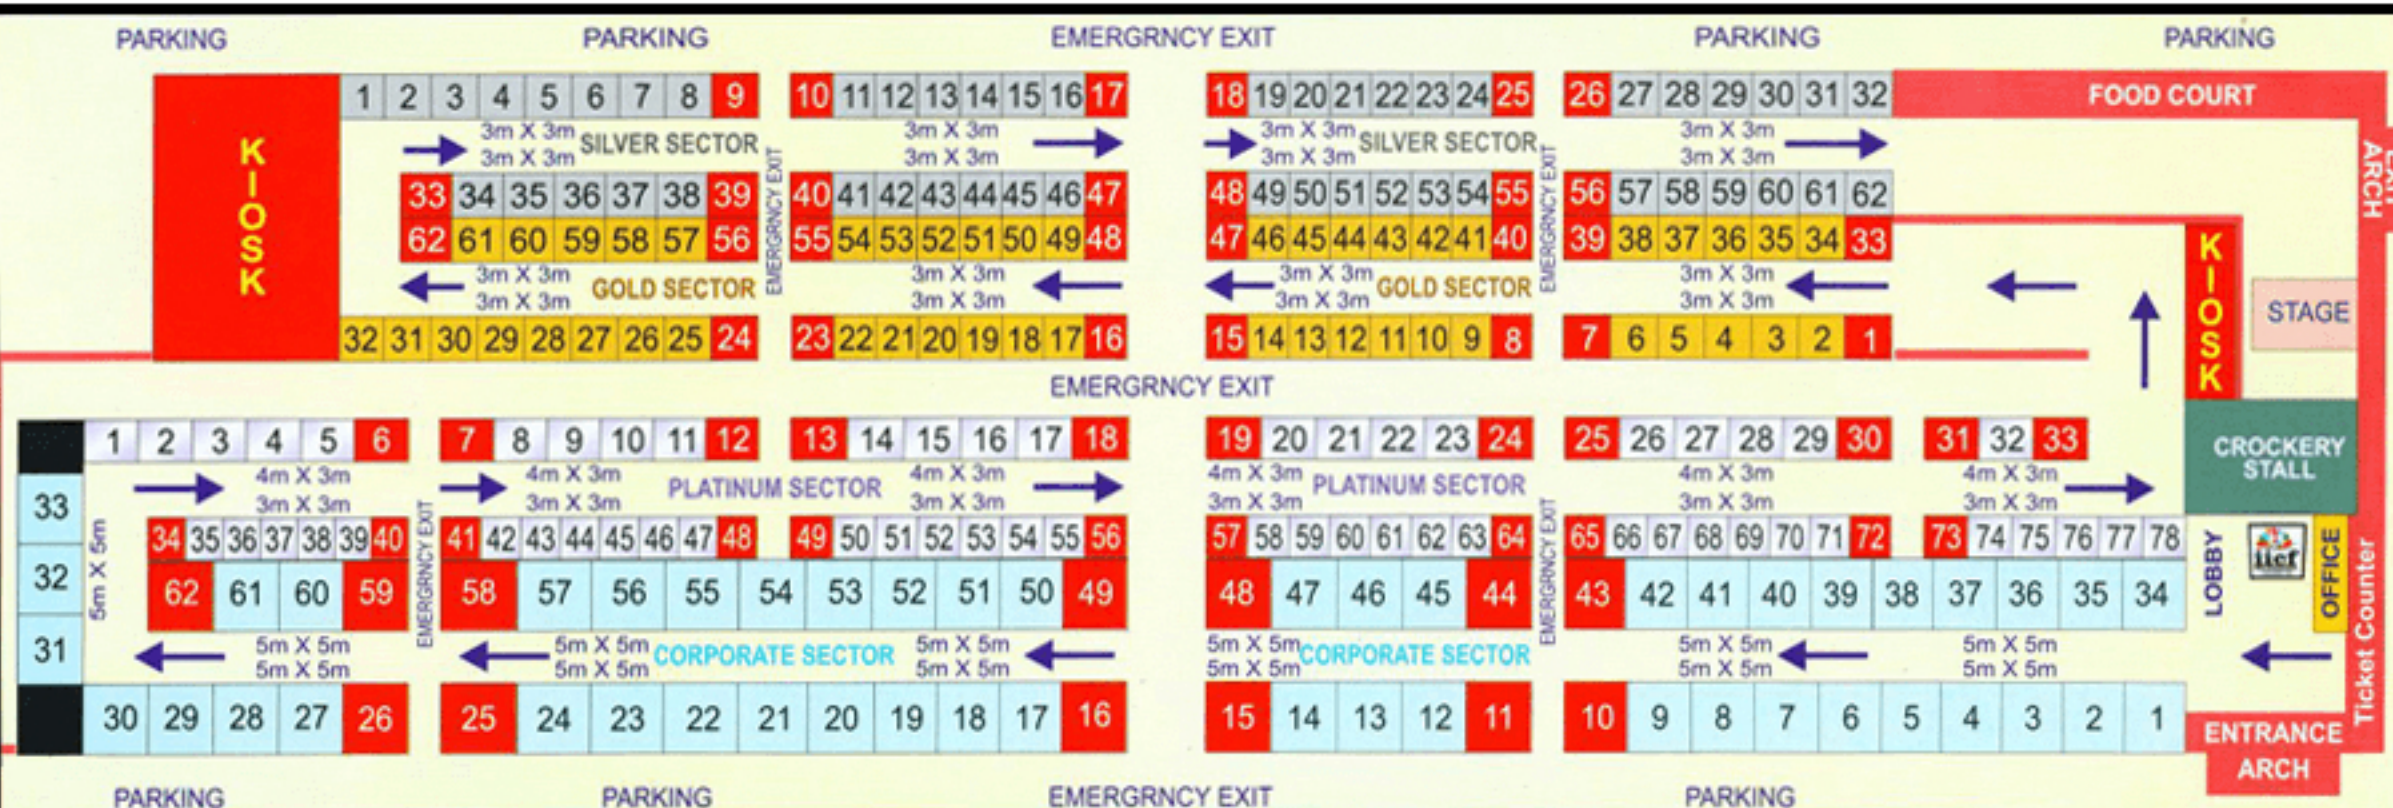 PARKING PARKING EMERGRNCY EXIT PARKING PARKING
1 2 3 4 5 6 7 8 9 10 11 12 13 14 15 16 17 18 19 20 21 22 23 24 25 26 27 28 29 30 31 32 FOOD COURT
3m X 3m 3m X 3m 3m X 3m 3m X 3m
SILVER SECTOR SILVER SECTOR
3m X 3m 3m X 3m 3m X 3m 3m X 3m
KIOSK
EMERGRNCY EXIT
EMERGRNCY EXIT
EXIT
ARCH
33 34 35 36 37 38 39 40 41 42 43 44 45 46 47 48 49 50 51 52 53 54 55 56 57 58 59 60 61 62
62 61 60 59 58 57 56 55 54 53 52 51 50 49 48 47 46 45 44 43 42 41 40 39 38 37 36 35 34 33
3m X 3m 3m X 3m 3m X 3m 3m X 3m
GOLD SECTOR GOLD SECTOR
3m X 3m 3m X 3m 3m X 3m 3m X 3m
KIOSK
STAGE
32 31 30 29 28 27 26 25 24 23 22 21 20 19 18 17 16 15 14 13 12 11 10 9 8 7 6 5 4 3 2 1
EMERGRNCY EXIT
1 2 3 4 5 6 7 8 9 10 11 12 13 14 15 16 17 18 19 20 21 22 23 24 25 26 27 28 29 30 31 32 33
CROCKERY
STALL
4m X 3m 4m X 3m 4m X 3m 4m X 3m 4m X 3m 4m X 3m
PLATINUM SECTOR PLATINUM SECTOR
3m X 3m 3m X 3m 3m X 3m 3m X 3m 3m X 3m 3m X 3m
33
32
31
5m X 5m
EMERGRNCY EXIT
EMERGRNCY EXIT
34 35 36 37 38 39 40 41 42 43 44 45 46 47 48 49 50 51 52 53 54 55 56 57 58 59 60 61 62 63 64 65 66 67 68 69 70 71 72 73 74 75 76 77 78
LOBBY
iicf
OFFICE
Ticket Counter
62 61 60 59 58 57 56 55 54 53 52 51 50 49 48 47 46 45 44 43 42 41 40 39 38 37 36 35 34
5m X 5m 5m X 5m 5m X 5m 5m X 5m 5m X 5m 5m X 5m
CORPORATE SECTOR CORPORATE SECTOR
5m X 5m 5m X 5m 5m X 5m 5m X 5m 5m X 5m 5m X 5m
30 29 28 27 26 25 24 23 22 21 20 19 18 17 16 15 14 13 12 11 10 9 8 7 6 5 4 3 2 1
ENTRANCE
ARCH
PARKING PARKING EMERGRNCY EXIT PARKING